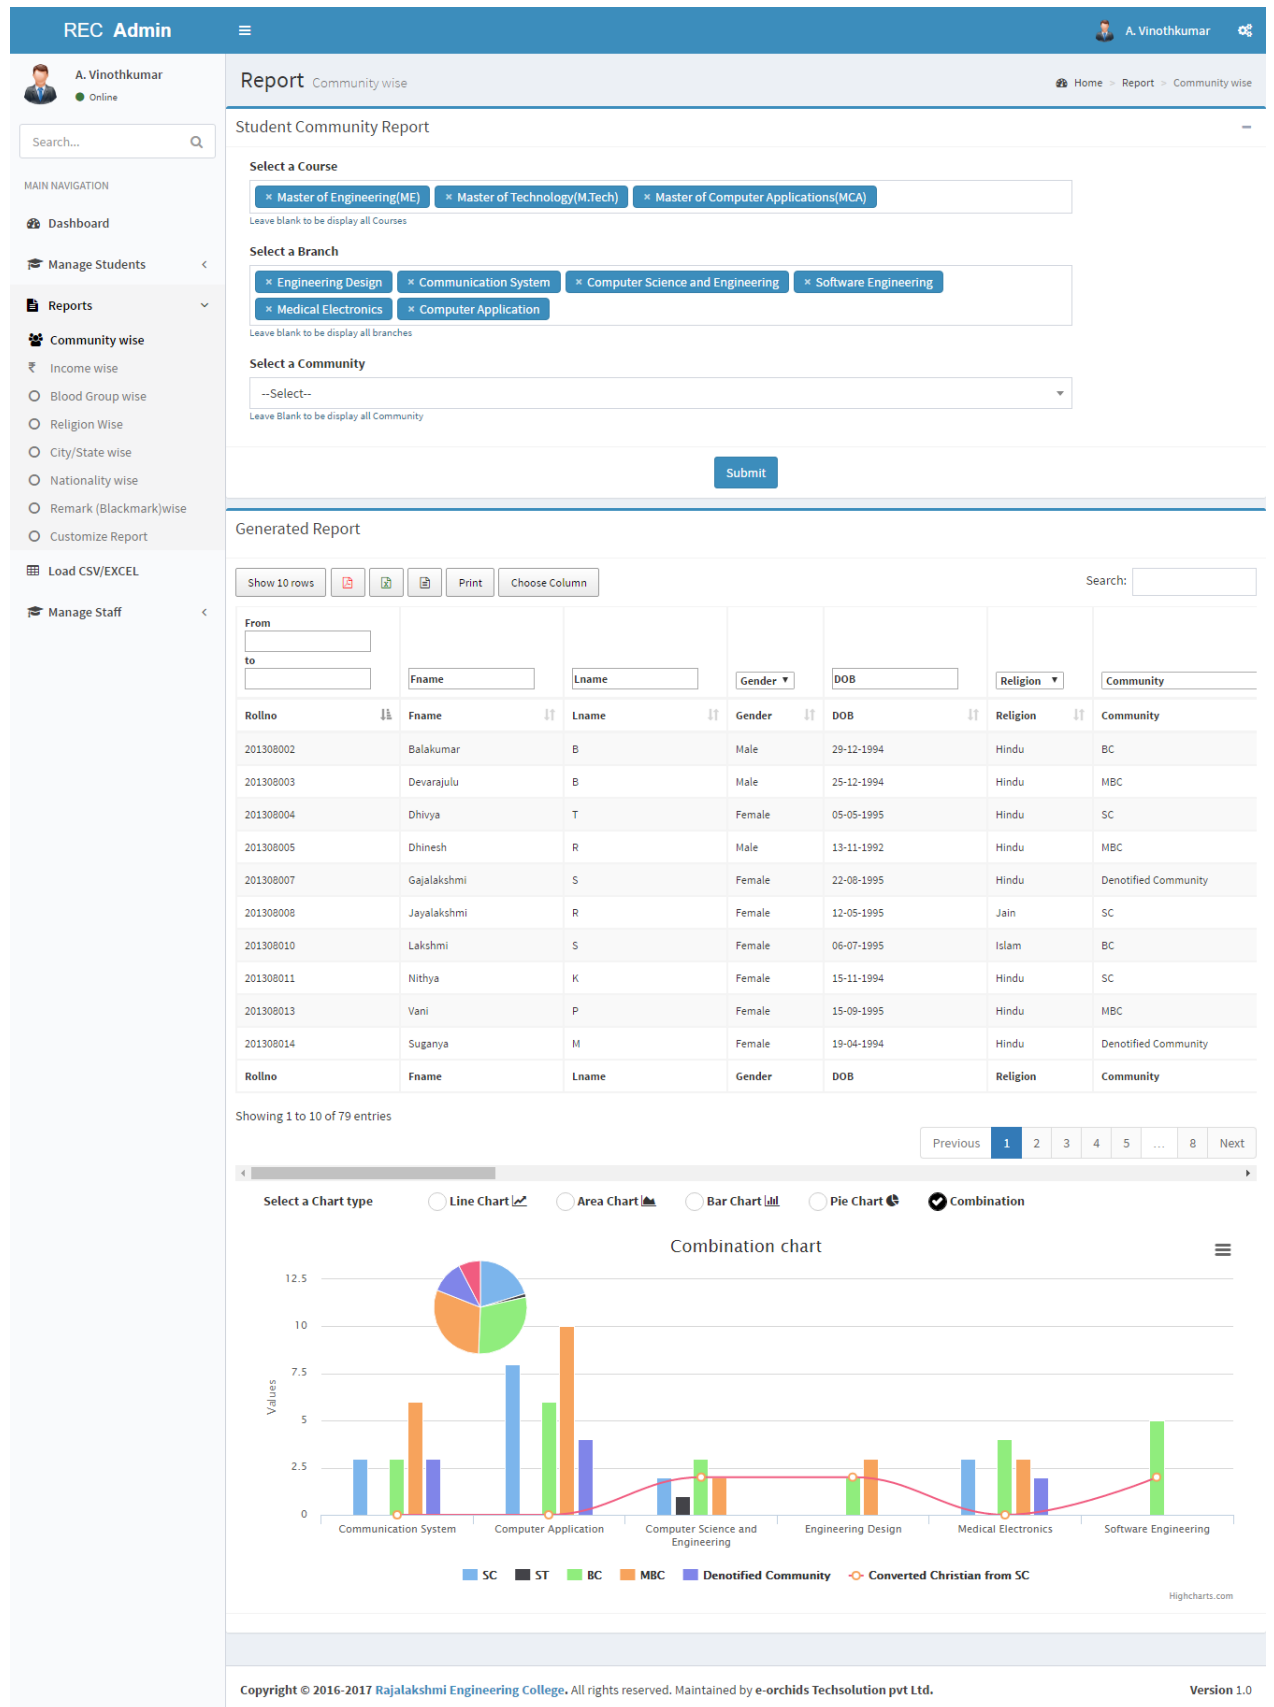 REC Admin
A. Vinothkumar
A. Vinothkumar
Online
Report Community wise
Home > Report > Community wise
Search...
MAIN NAVIGATION
Dashboard
Manage Students
Reports
Community wise
₹ Income wise
Blood Group wise
Religion Wise
City/State wise
Nationality wise
Remark (Blackmark)wise
Customize Report
Load CSV/EXCEL
Manage Staff
Student Community Report
Select a Course
× Master of Engineering(ME) × Master of Technology(M.Tech) × Master of Computer Applications(MCA)
Leave blank to be display all Courses
Select a Branch
× Engineering Design × Communication System × Computer Science and Engineering × Software Engineering
× Medical Electronics × Computer Application
Leave blank to be display all branches
Select a Community
--Select--
Leave Blank to be display all Community
Submit
Generated Report
Show 10 rows Print Choose Column Search:
From
to
Fname Lname Gender DOB Religion Community
Rollno Fname Lname Gender DOB Religion Community
201308002 Balakumar B Male 29-12-1994 Hindu BC
201308003 Devarajulu B Male 25-12-1994 Hindu MBC
201308004 Dhivya T Female 05-05-1995 Hindu SC
201308005 Dhinesh R Male 13-11-1992 Hindu MBC
201308007 Gajalakshmi S Female 22-08-1995 Hindu Denotified Community
201308008 Jayalakshmi R Female 12-05-1995 Jain SC
201308010 Lakshmi S Female 06-07-1995 Islam BC
201308011 Nithya K Female 15-11-1994 Hindu SC
201308013 Vani P Female 15-09-1995 Hindu MBC
201308014 Suganya M Female 19-04-1994 Hindu Denotified Community
Rollno Fname Lname Gender DOB Religion Community
Showing 1 to 10 of 79 entries
Previous 1 2 3 4 5 … 8 Next
Select a Chart type Line Chart Area Chart Bar Chart Pie Chart Combination
Combination chart
12.5
10
7.5
5
2.5
0
Values
Communication System
Computer Application
Computer Science and
Engineering
Engineering Design
Medical Electronics
Software Engineering
SC ST BC MBC Denotified Community Converted Christian from SC
Highcharts.com
Copyright © 2016-2017 Rajalakshmi Engineering College. All rights reserved. Maintained by e-orchids Techsolution pvt Ltd.
Version 1.0